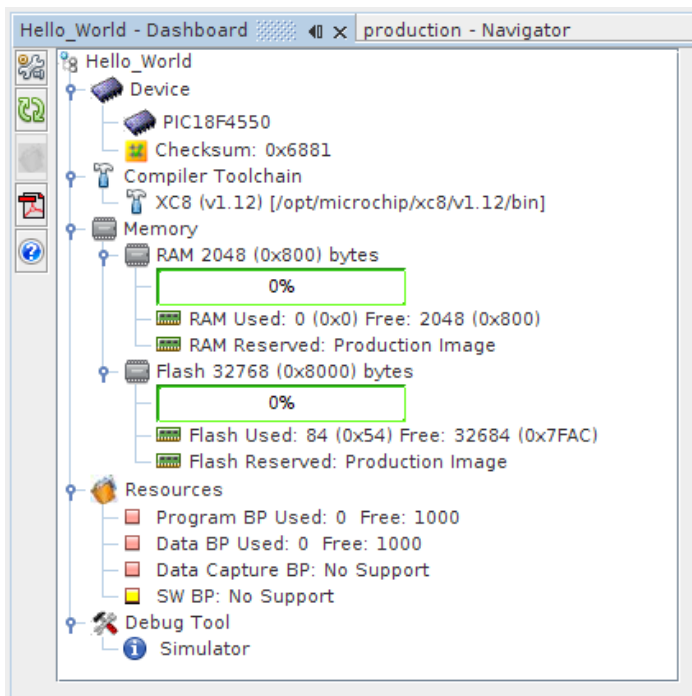 Hello_World - Dashboard production - Navigator
Hello_World
Device
PIC18F4550
Checksum: 0x6881
Compiler Toolchain
XC8 (v1.12) [/opt/microchip/xc8/v1.12/bin]
Memory
RAM 2048 (0x800) bytes
0%
RAM Used: 0 (0x0) Free: 2048 (0x800)
RAM Reserved: Production Image
Flash 32768 (0x8000) bytes
0%
Flash Used: 84 (0x54) Free: 32684 (0x7FAC)
Flash Reserved: Production Image
Resources
Program BP Used: 0 Free: 1000
Data BP Used: 0 Free: 1000
Data Capture BP: No Support
SW BP: No Support
Debug Tool
Simulator